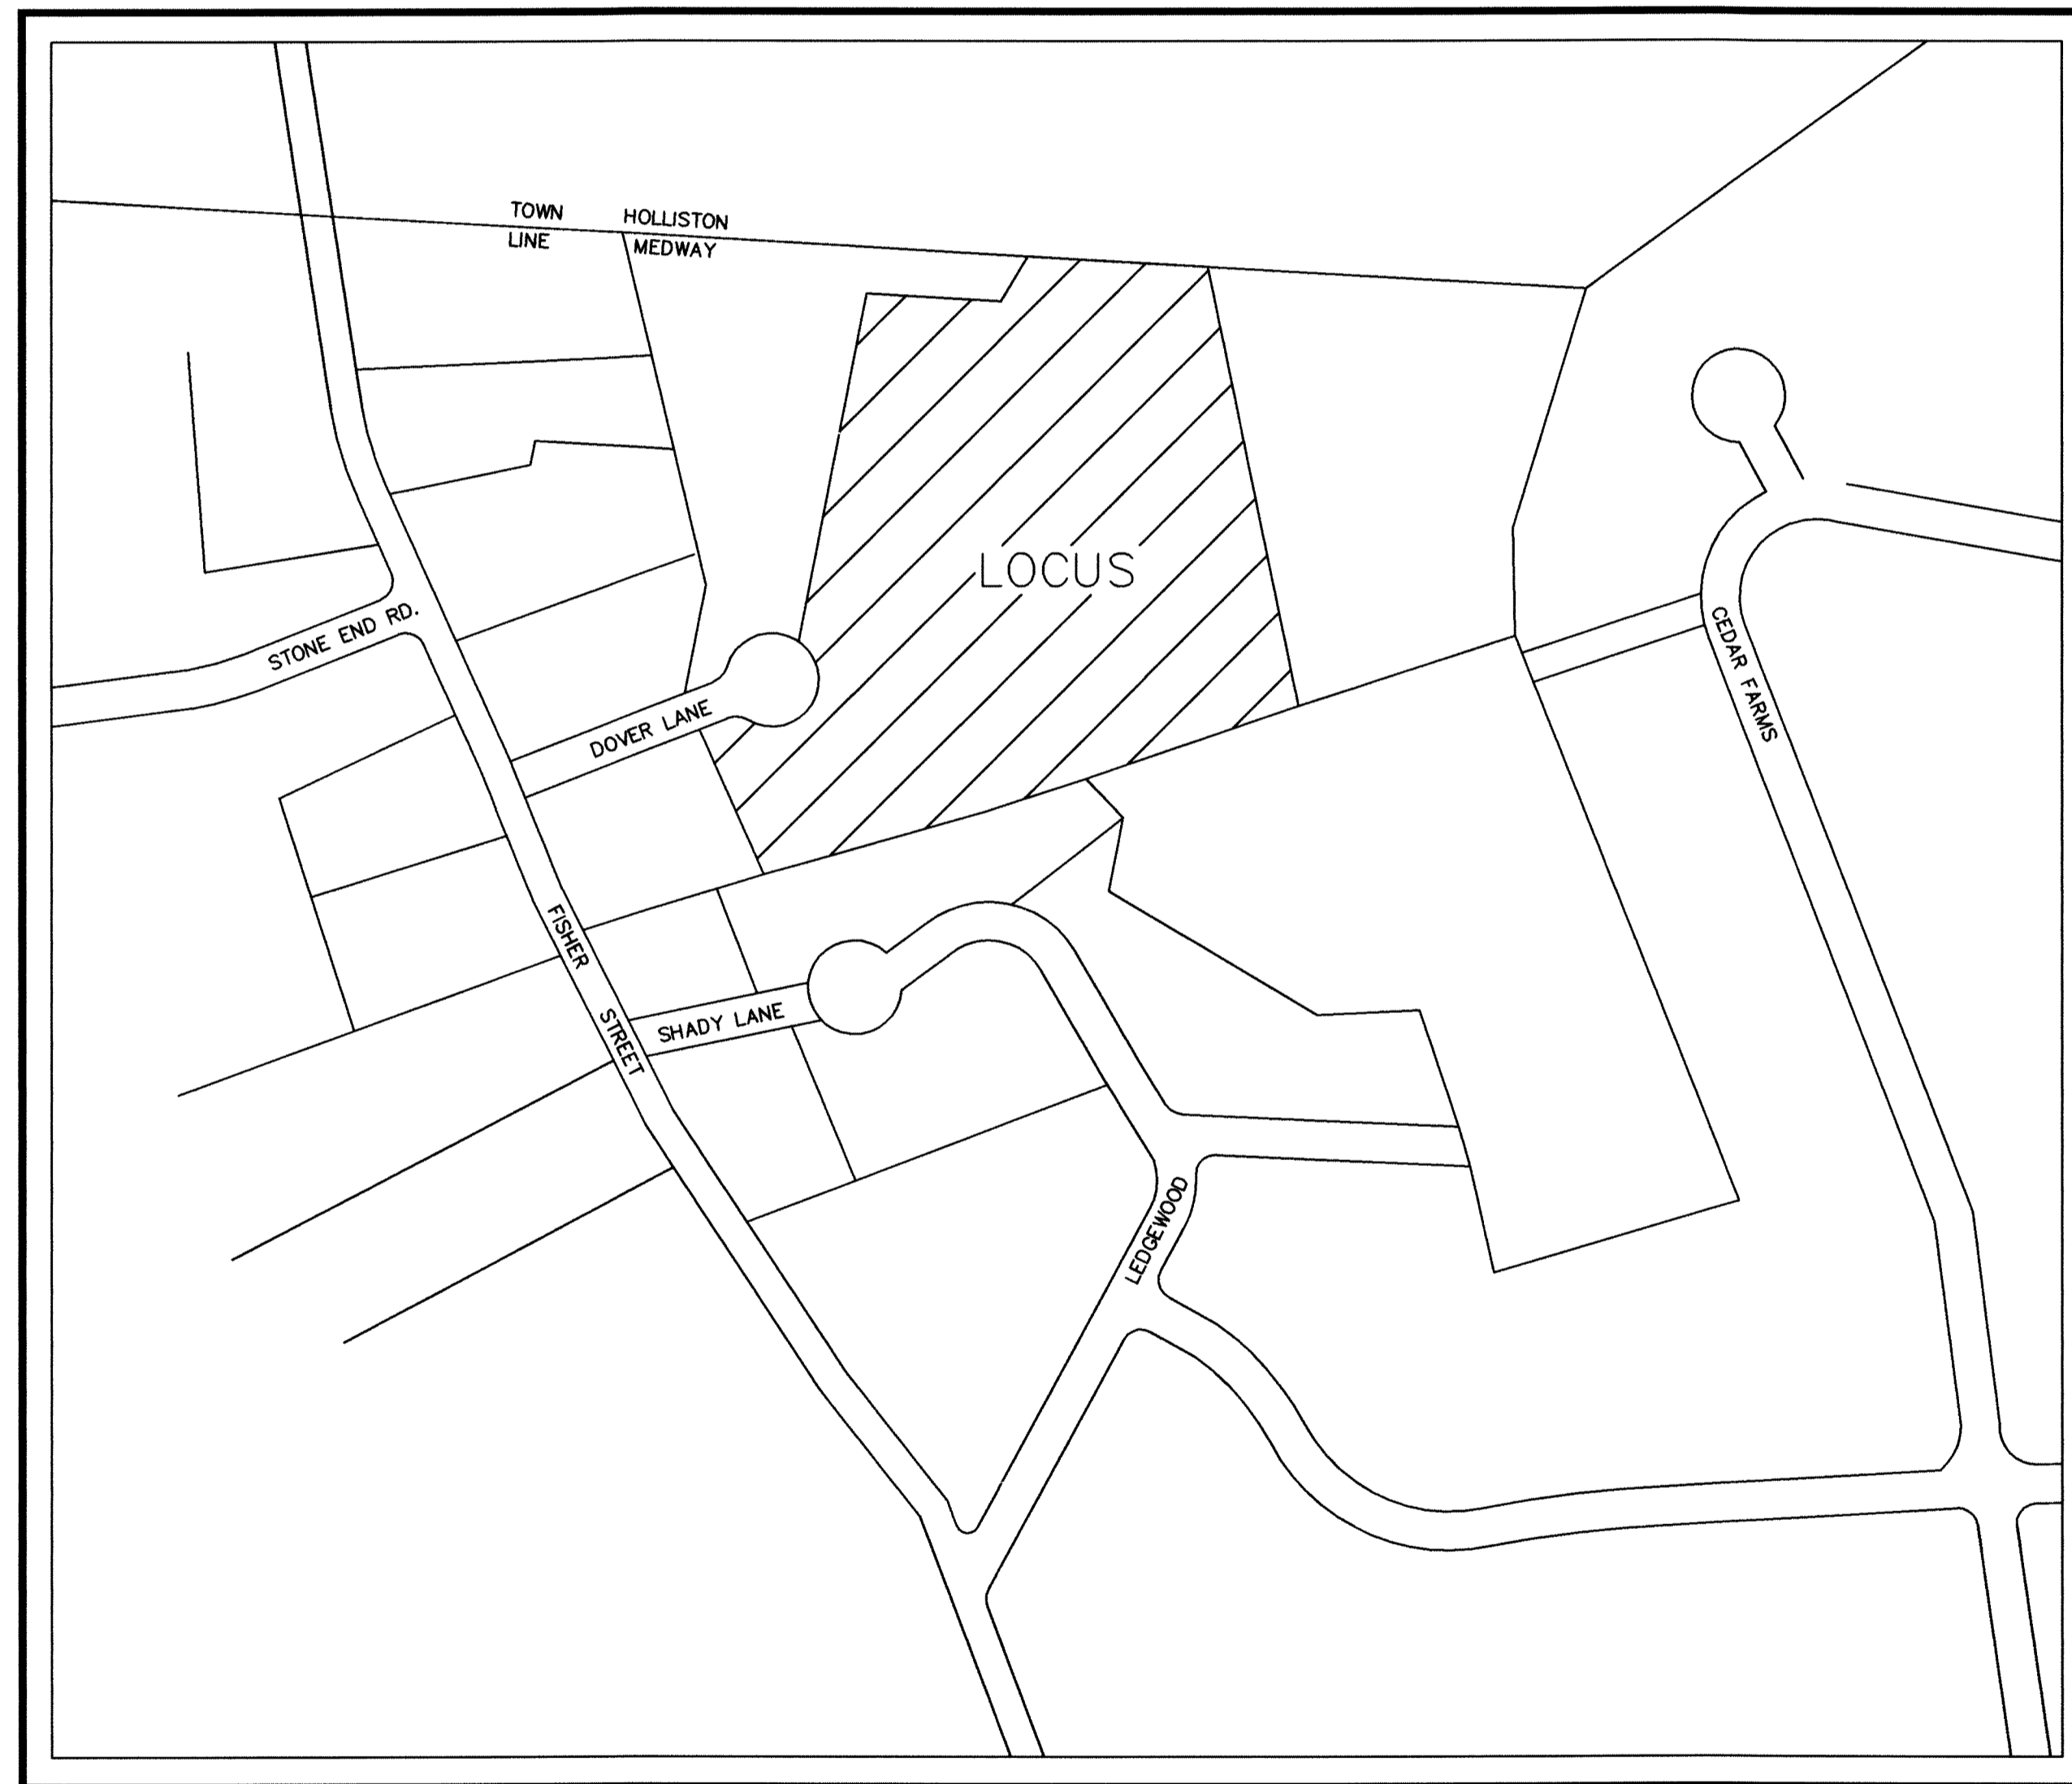 TOWN LINE
HOLLISTON
MEDWAY
LOCUS
STONE END RD.
CEDAR FARMS
DOVER LANE
FISHER STREET
SHADY LANE
LEDGEWOOD